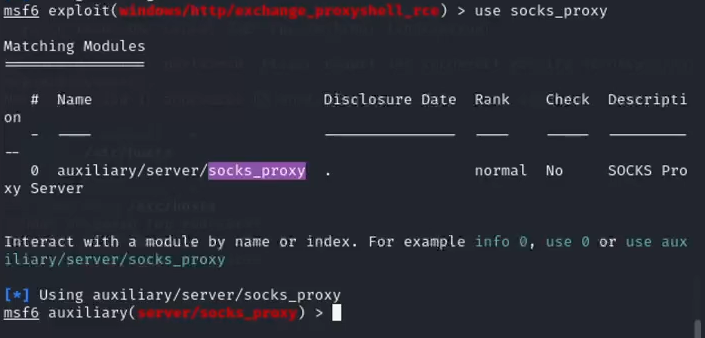 msf6 exploit(windows/http/exchange_proxyshell_rce) > use socks_proxy
Matching Modules
================
#  Name                         Disclosure Date  Rank    Check  Descripti
on
-  ----                         ---------------  ----    -----  ---------
--
0  auxiliary/server/socks_proxy  .                normal  No     SOCKS Pro
xy Server
Interact with a module by name or index. For example info 0, use 0 or use aux
iliary/server/socks_proxy
[*] Using auxiliary/server/socks_proxy
msf6 auxiliary(server/socks_proxy) >